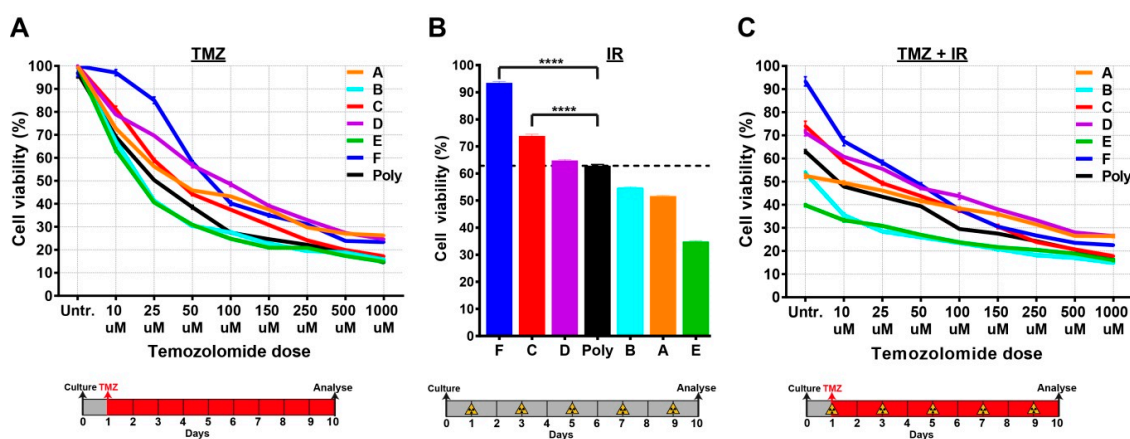 A
TMZ
Cell viability (%)
100
90
80
70
60
50
40
30
20
10
0
A
B
C
D
E
F
Poly
Untr. 10 25 50 100 150 250 500 1000
uM uM uM uM uM uM uM uM
Temozolomide dose
Culture TMZ Analyse
0 1 2 3 4 5 6 7 8 9 10
Days
B
IR
Cell viability (%)
100
90
80
70
60
50
40
30
20
10
0
****
****
F C D Poly B A E
Culture Analyse
0 1 2 3 4 5 6 7 8 9 10
Days
C
TMZ + IR
Cell viability (%)
100
90
80
70
60
50
40
30
20
10
0
A
B
C
D
E
F
Poly
Untr. 10 25 50 100 150 250 500 1000
uM uM uM uM uM uM uM uM
Temozolomide dose
Culture TMZ Analyse
0 1 2 3 4 5 6 7 8 9 10
Days